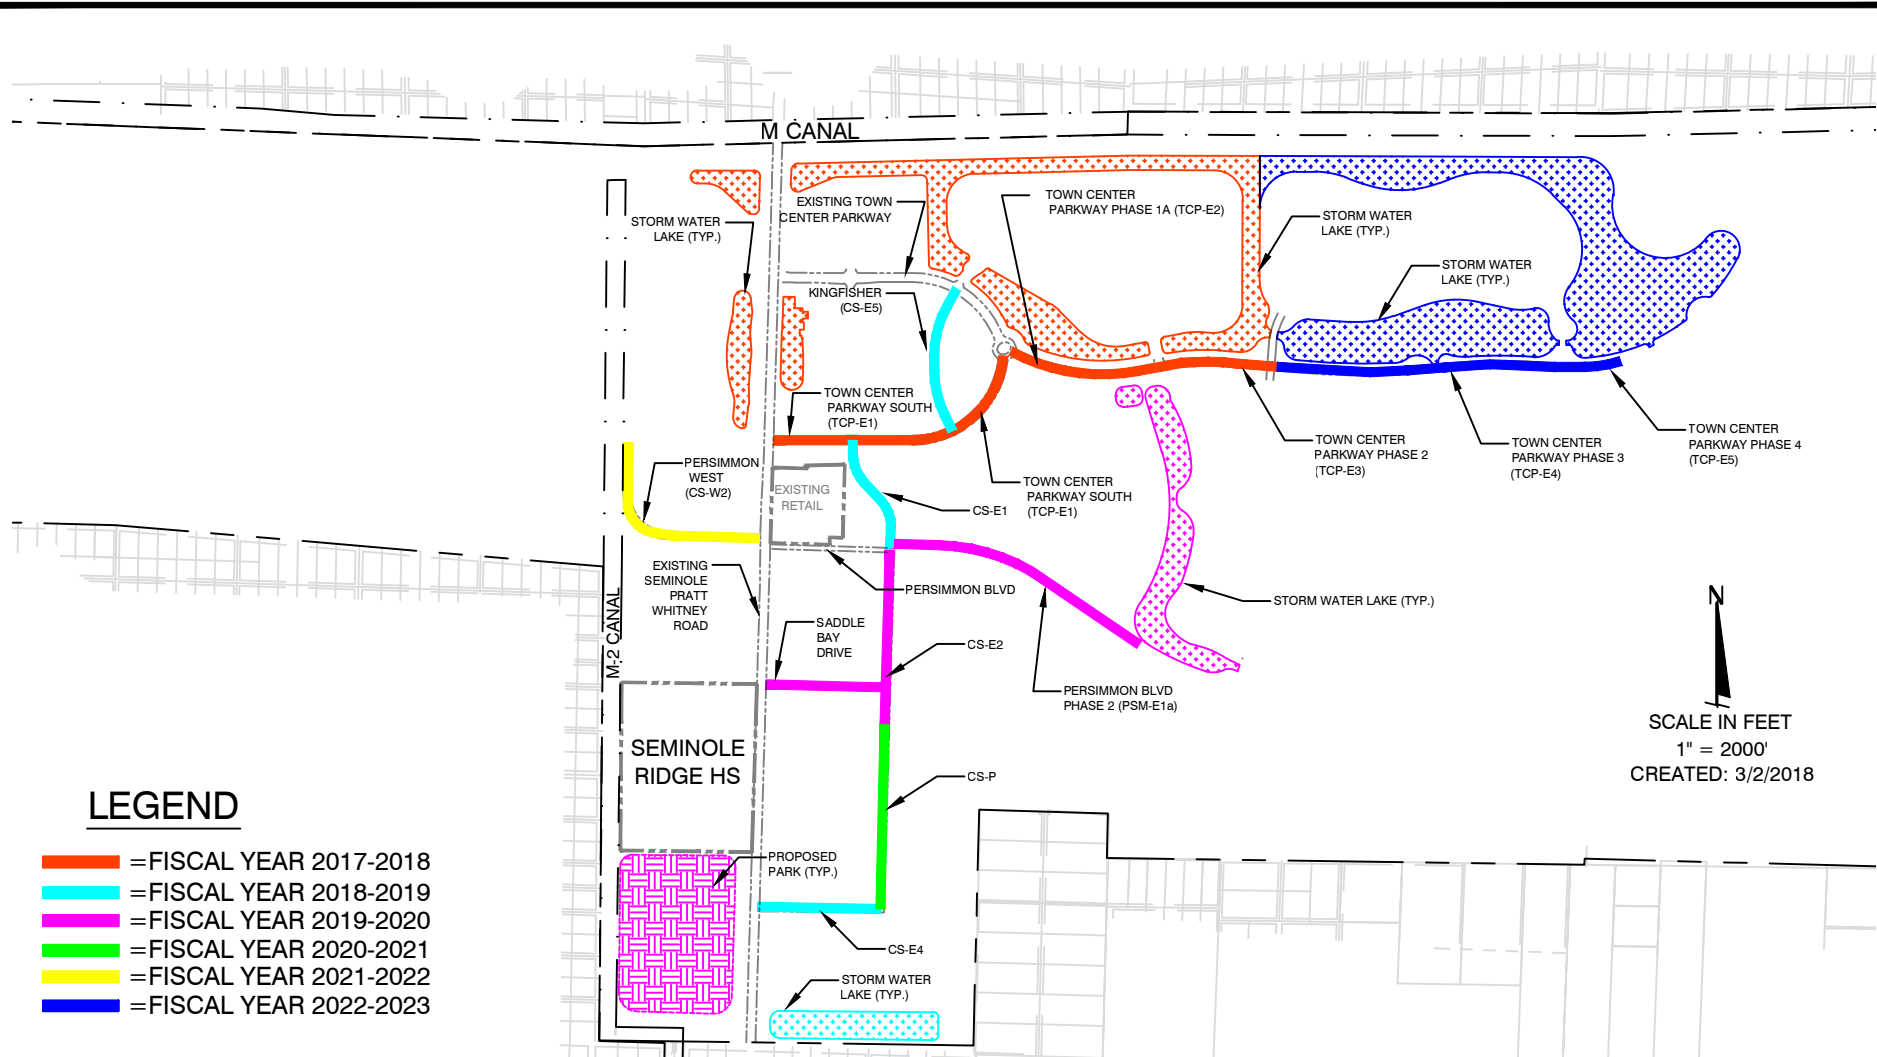 M CANAL
STORM WATER
LAKE (TYP.)
EXISTING TOWN
CENTER PARKWAY
TOWN CENTER
PARKWAY PHASE 1A (TCP-E2)
STORM WATER
LAKE (TYP.)
STORM WATER
LAKE (TYP.)
KINGFISHER
(CS-E5)
TOWN CENTER
PARKWAY SOUTH
(TCP-E1)
TOWN CENTER
PARKWAY PHASE 2
(TCP-E3)
TOWN CENTER
PARKWAY PHASE 3
(TCP-E4)
TOWN CENTER
PARKWAY PHASE 4
(TCP-E5)
PERSIMMON
WEST
(CS-W2)
EXISTING
RETAIL
CS-E1
TOWN CENTER
PARKWAY SOUTH
(TCP-E1)
EXISTING
SEMINOLE
PRATT
WHITNEY
ROAD
PERSIMMON BLVD
STORM WATER LAKE (TYP.)
M-2 CANAL
SADDLE
BAY
DRIVE
CS-E2
PERSIMMON BLVD
PHASE 2 (PSM-E1a)
N
SCALE IN FEET
1" = 2000'
CREATED: 3/2/2018
SEMINOLE
RIDGE HS
CS-P
PROPOSED
PARK (TYP.)
CS-E4
STORM WATER
LAKE (TYP.)
LEGEND
=FISCAL YEAR 2017-2018
=FISCAL YEAR 2018-2019
=FISCAL YEAR 2019-2020
=FISCAL YEAR 2020-2021
=FISCAL YEAR 2021-2022
=FISCAL YEAR 2022-2023